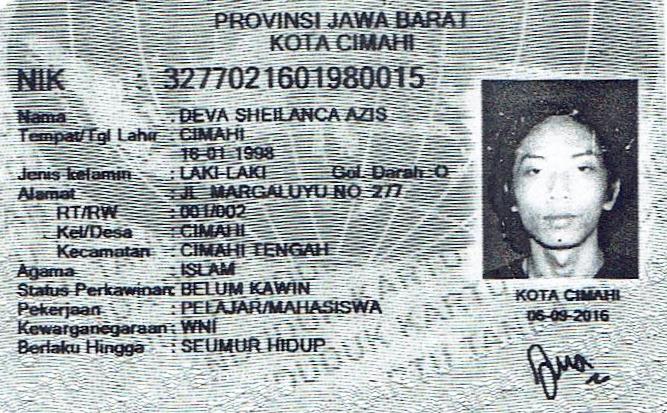 PROVINSI JAWA BARAT
KOTA CIMAHI
NIK : 3277021601980015
Nama : DEVA SHEILANCA AZIS
Tempat/Tgl Lahir : CIMAHI
16-01-1998
Jenis kelamin : LAKI-LAKI Gol. Darah :O
Alamat : JL. MARGALUYU NO 277
RT/RW : 001/002
Kel/Desa : CIMAHI
Kecamatan : CIMAHI TENGAH
Agama : ISLAM
Status Perkawinan: BELUM KAWIN
Pekerjaan : PELAJAR/MAHASISWA
Kewarganegaraan: WNI
Berlaku Hingga : SEUMUR HIDUP
KOTA CIMAHI
06-09-2016